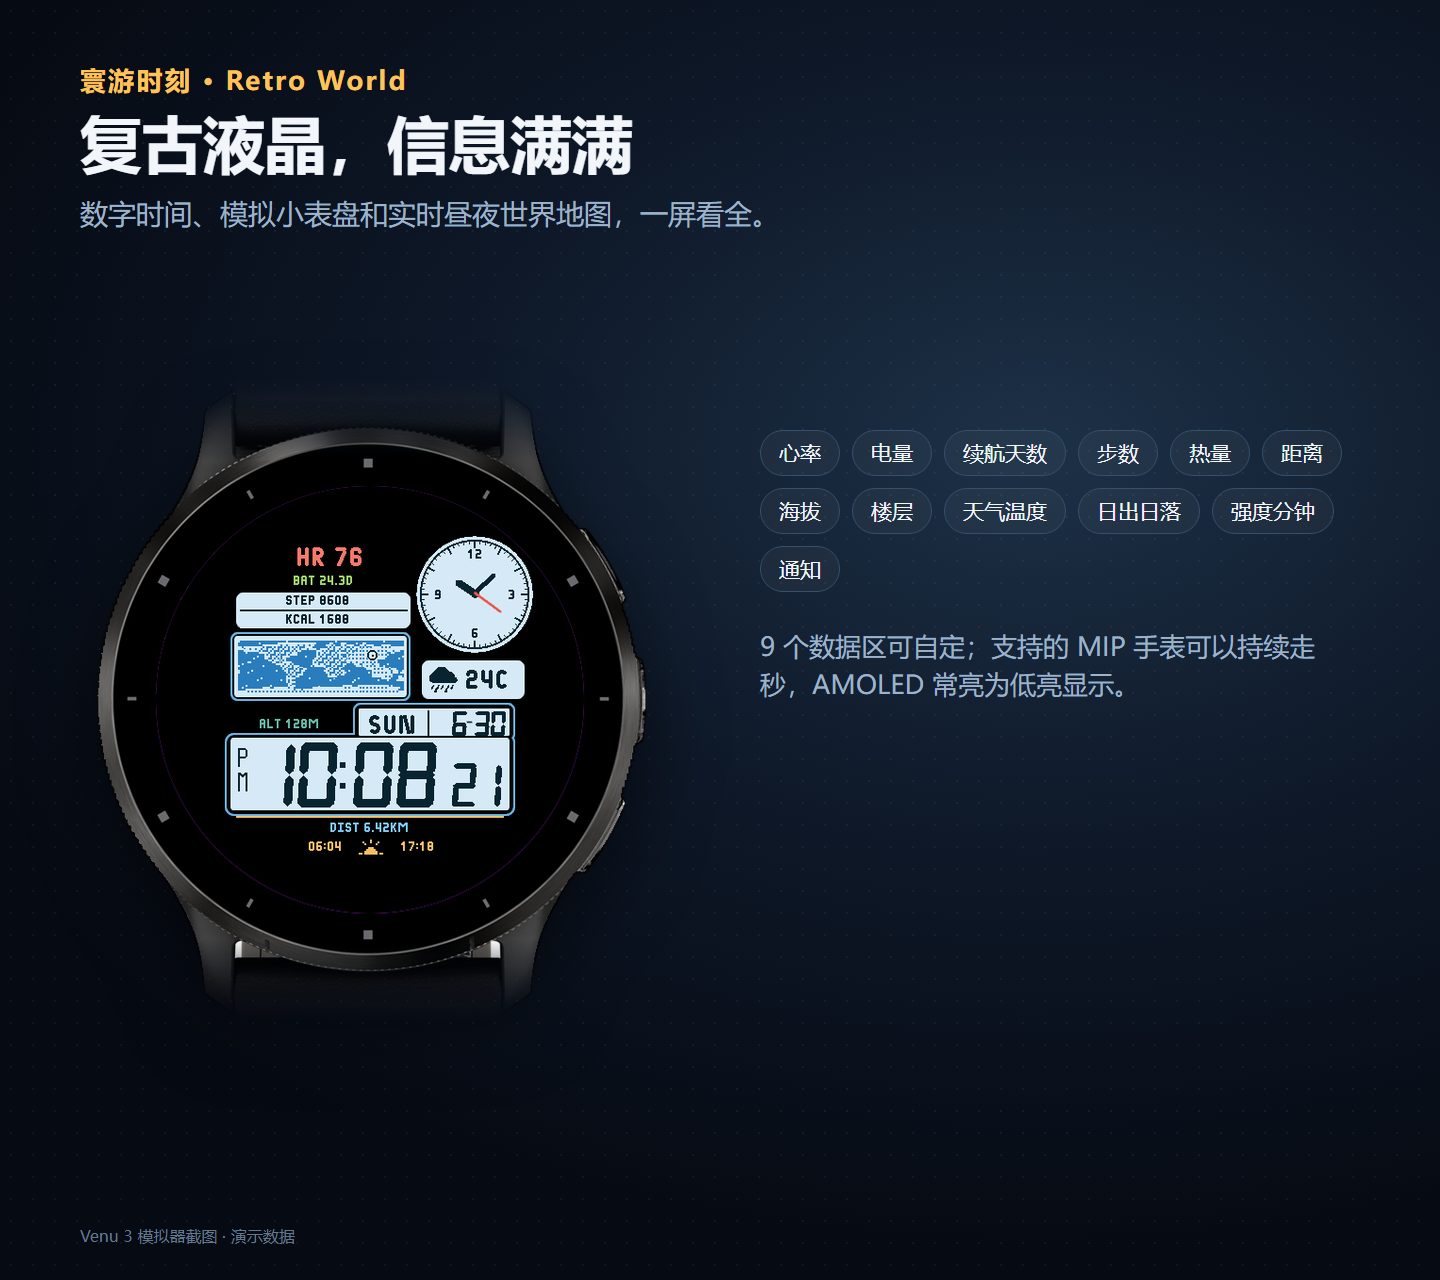 寰游时刻 • Retro World
复古液晶，信息满满
数字时间、模拟小表盘和实时昼夜世界地图，一屏看全。
HR 76
BAT 24.3D
STEP 8608
KCAL 1688
12
9 3
6
24C
ALT 128M
SUN 6-30
PM 10:08 21
DIST 6.42KM
06:04 17:18
心率 电量 续航天数 步数 热量 距离
海拔 楼层 天气温度 日出日落 强度分钟
通知
9 个数据区可自定；支持的 MIP 手表可以持续走
秒，AMOLED 常亮为低亮显示。
Venu 3 模拟器截图 · 演示数据